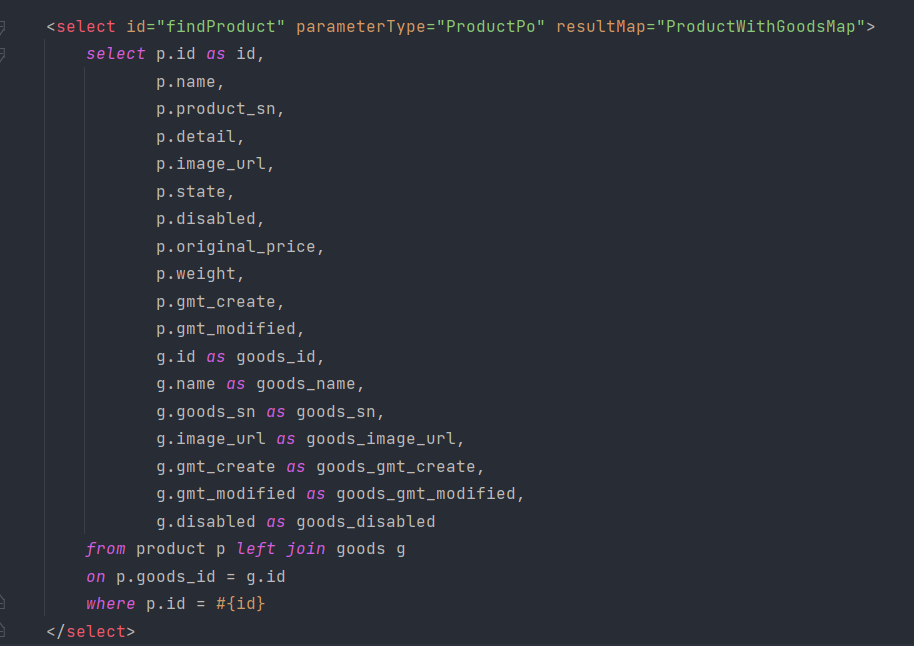 <select id="findProduct" parameterType="ProductPo" resultMap="ProductWithGoodsMap">
    select p.id as id,
           p.name,
           p.product_sn,
           p.detail,
           p.image_url,
           p.state,
           p.disabled,
           p.original_price,
           p.weight,
           p.gmt_create,
           p.gmt_modified,
           g.id as goods_id,
           g.name as goods_name,
           g.goods_sn as goods_sn,
           g.image_url as goods_image_url,
           g.gmt_create as goods_gmt_create,
           g.gmt_modified as goods_gmt_modified,
           g.disabled as goods_disabled
    from product p left join goods g
    on p.goods_id = g.id
    where p.id = #{id}
</select>